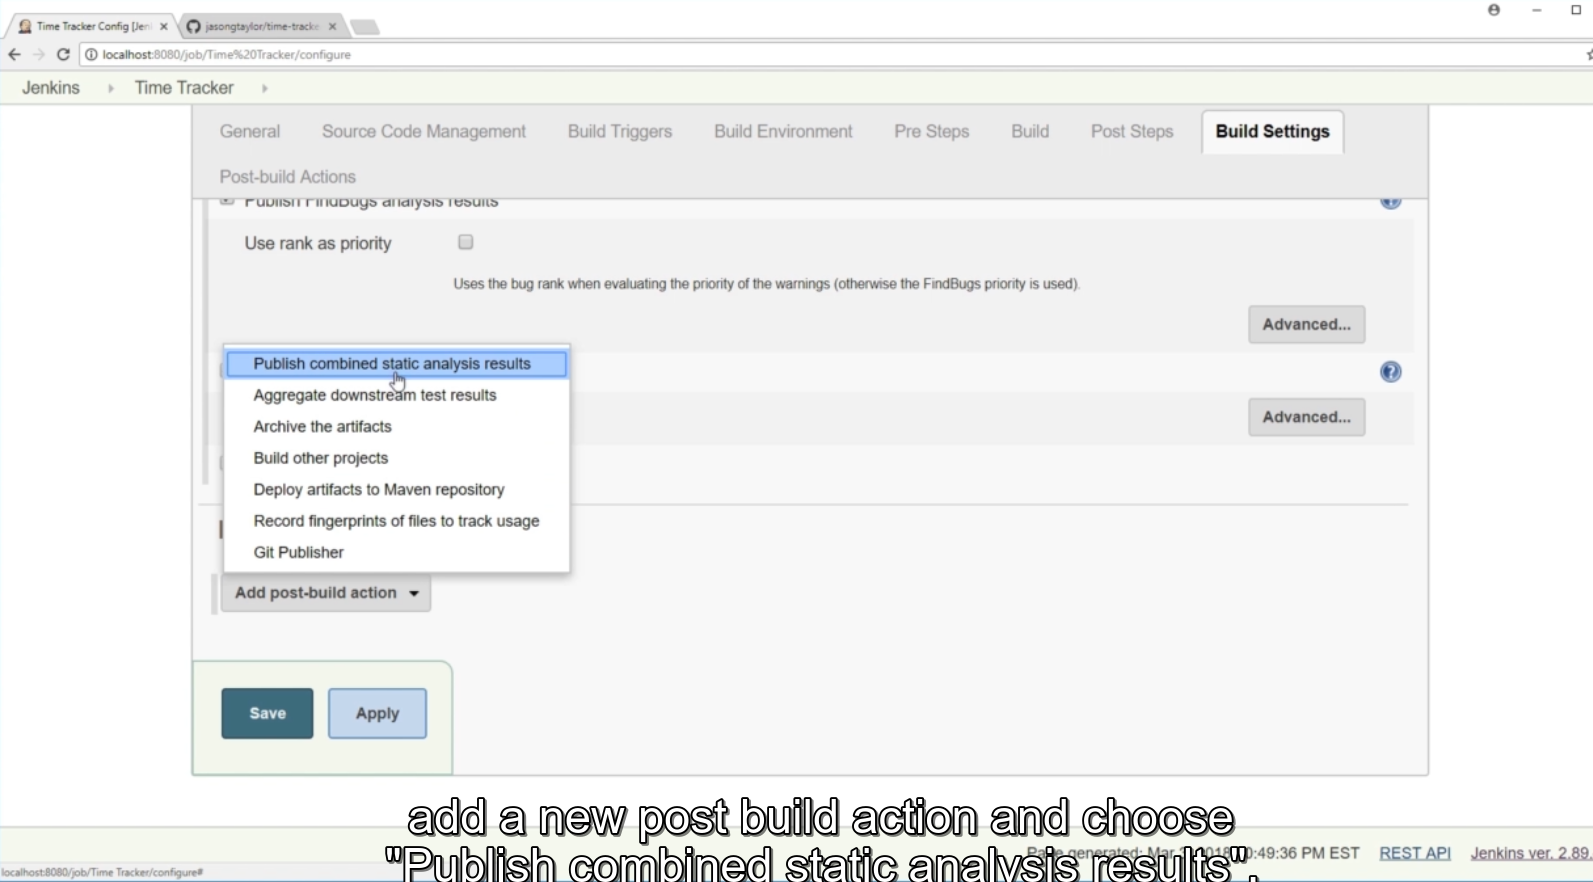 Time Tracker Config [Jen
jasongtaylor/time-tracke
localhost:8080/job/Time%20Tracker/configure
Jenkins
Time Tracker
General
Source Code Management
Build Triggers
Build Environment
Pre Steps
Build
Post Steps
Build Settings
Post-build Actions
Publish FindBugs analysis results
Use rank as priority
Uses the bug rank when evaluating the priority of the warnings (otherwise the FindBugs priority is used).
Advanced...
Publish combined static analysis results
Aggregate downstream test results
Archive the artifacts
Advanced...
Build other projects
Deploy artifacts to Maven repository
Record fingerprints of files to track usage
Git Publisher
Add post-build action
Save
Apply
add a new post build action and choose
"Publish combined static analysis results".
Page generated: Mar 2018 0:49:36 PM EST
REST API
Jenkins ver. 2.89.
localhost:8080/job/Time Tracker/configure#